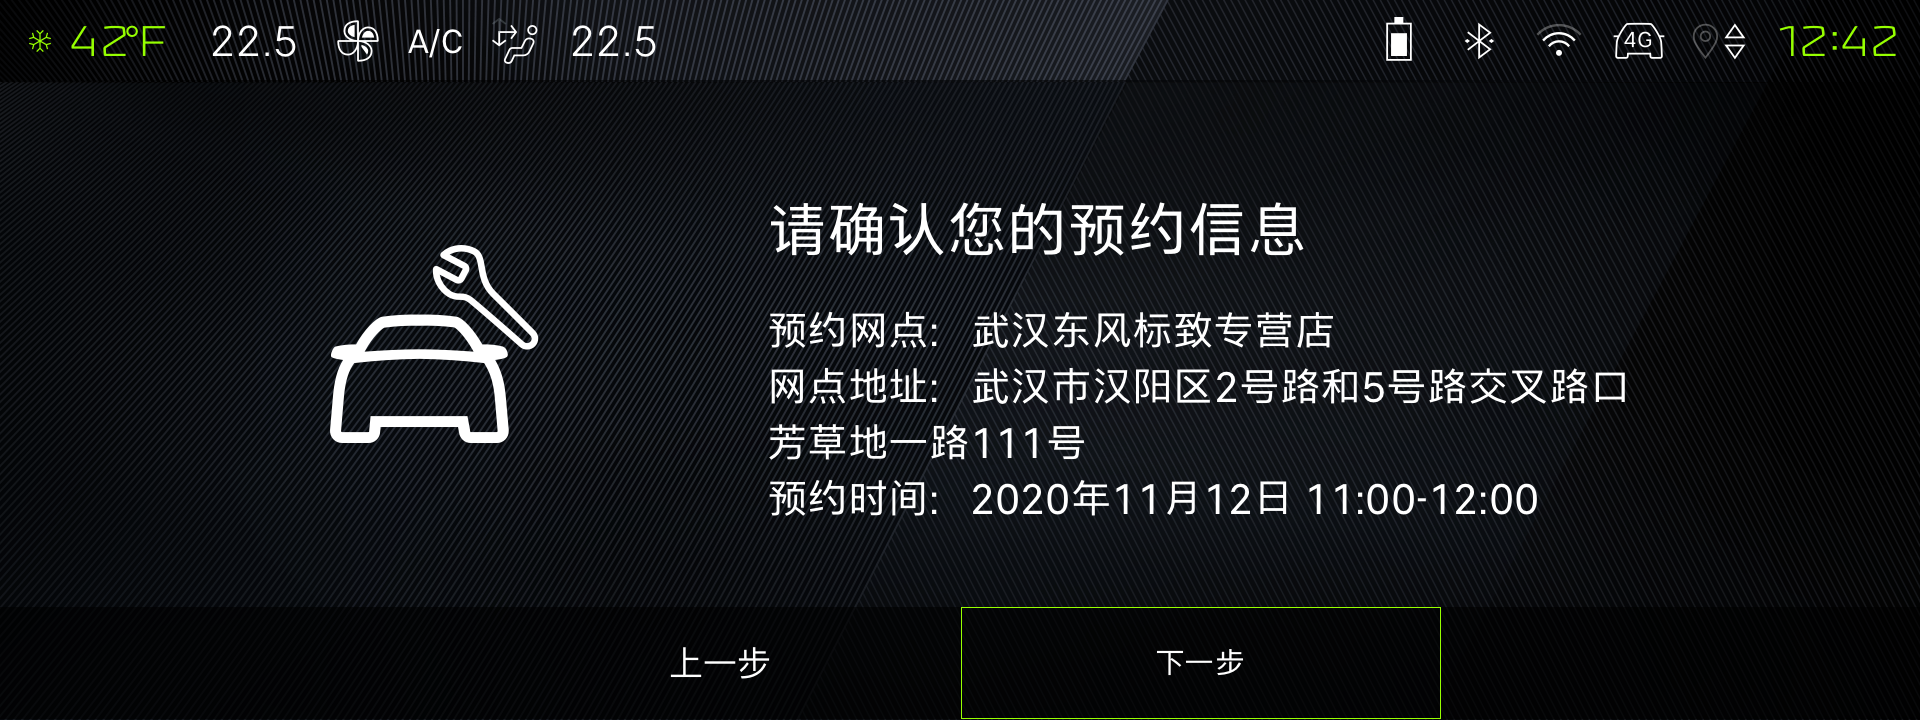 42°F 22.5 A/C 22.5 4G 12:42
请确认您的预约信息
预约网点: 武汉东风标致专营店
网点地址: 武汉市汉阳区2号路和5号路交叉路口
芳草地一路111号
预约时间: 2020年11月12日 11:00-12:00
上一步 下一步